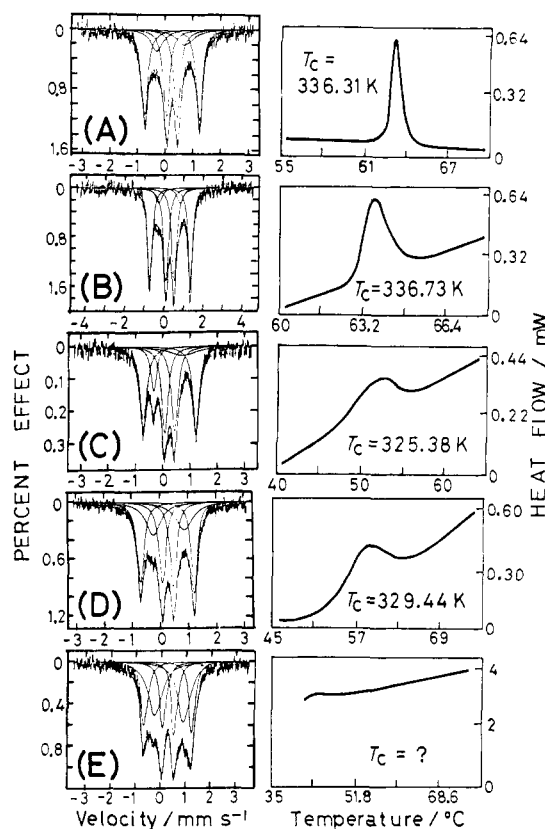 0
0,8
1,6
(A)
-3 -2 -1 0 1 2 3
T_C =
336.31 K
0.64
0.32
0
55 61 67
0
0,8
1,6
(B)
-4 -2 0 2 4
T_C = 336.73 K
0.64
0.32
0
60 63.2 66.4
0
0,1
0,2
0,3
(C)
-3 -2 -1 0 1 2 3
T_C = 325.38 K
0.44
0.22
0
40 50 60
0
0,6
1,2
(D)
-3 -2 -1 0 1 2 3
T_C = 329.44 K
0.60
0.30
0
45 57 69
0
0,4
0,8
(E)
-3 -2 -1 0 1 2 3
T_C = ?
4
2
0
35 51.8 68.6
PERCENT EFFECT
HEAT FLOW / mW
Velocity / mm s⁻¹
Temperature / °C